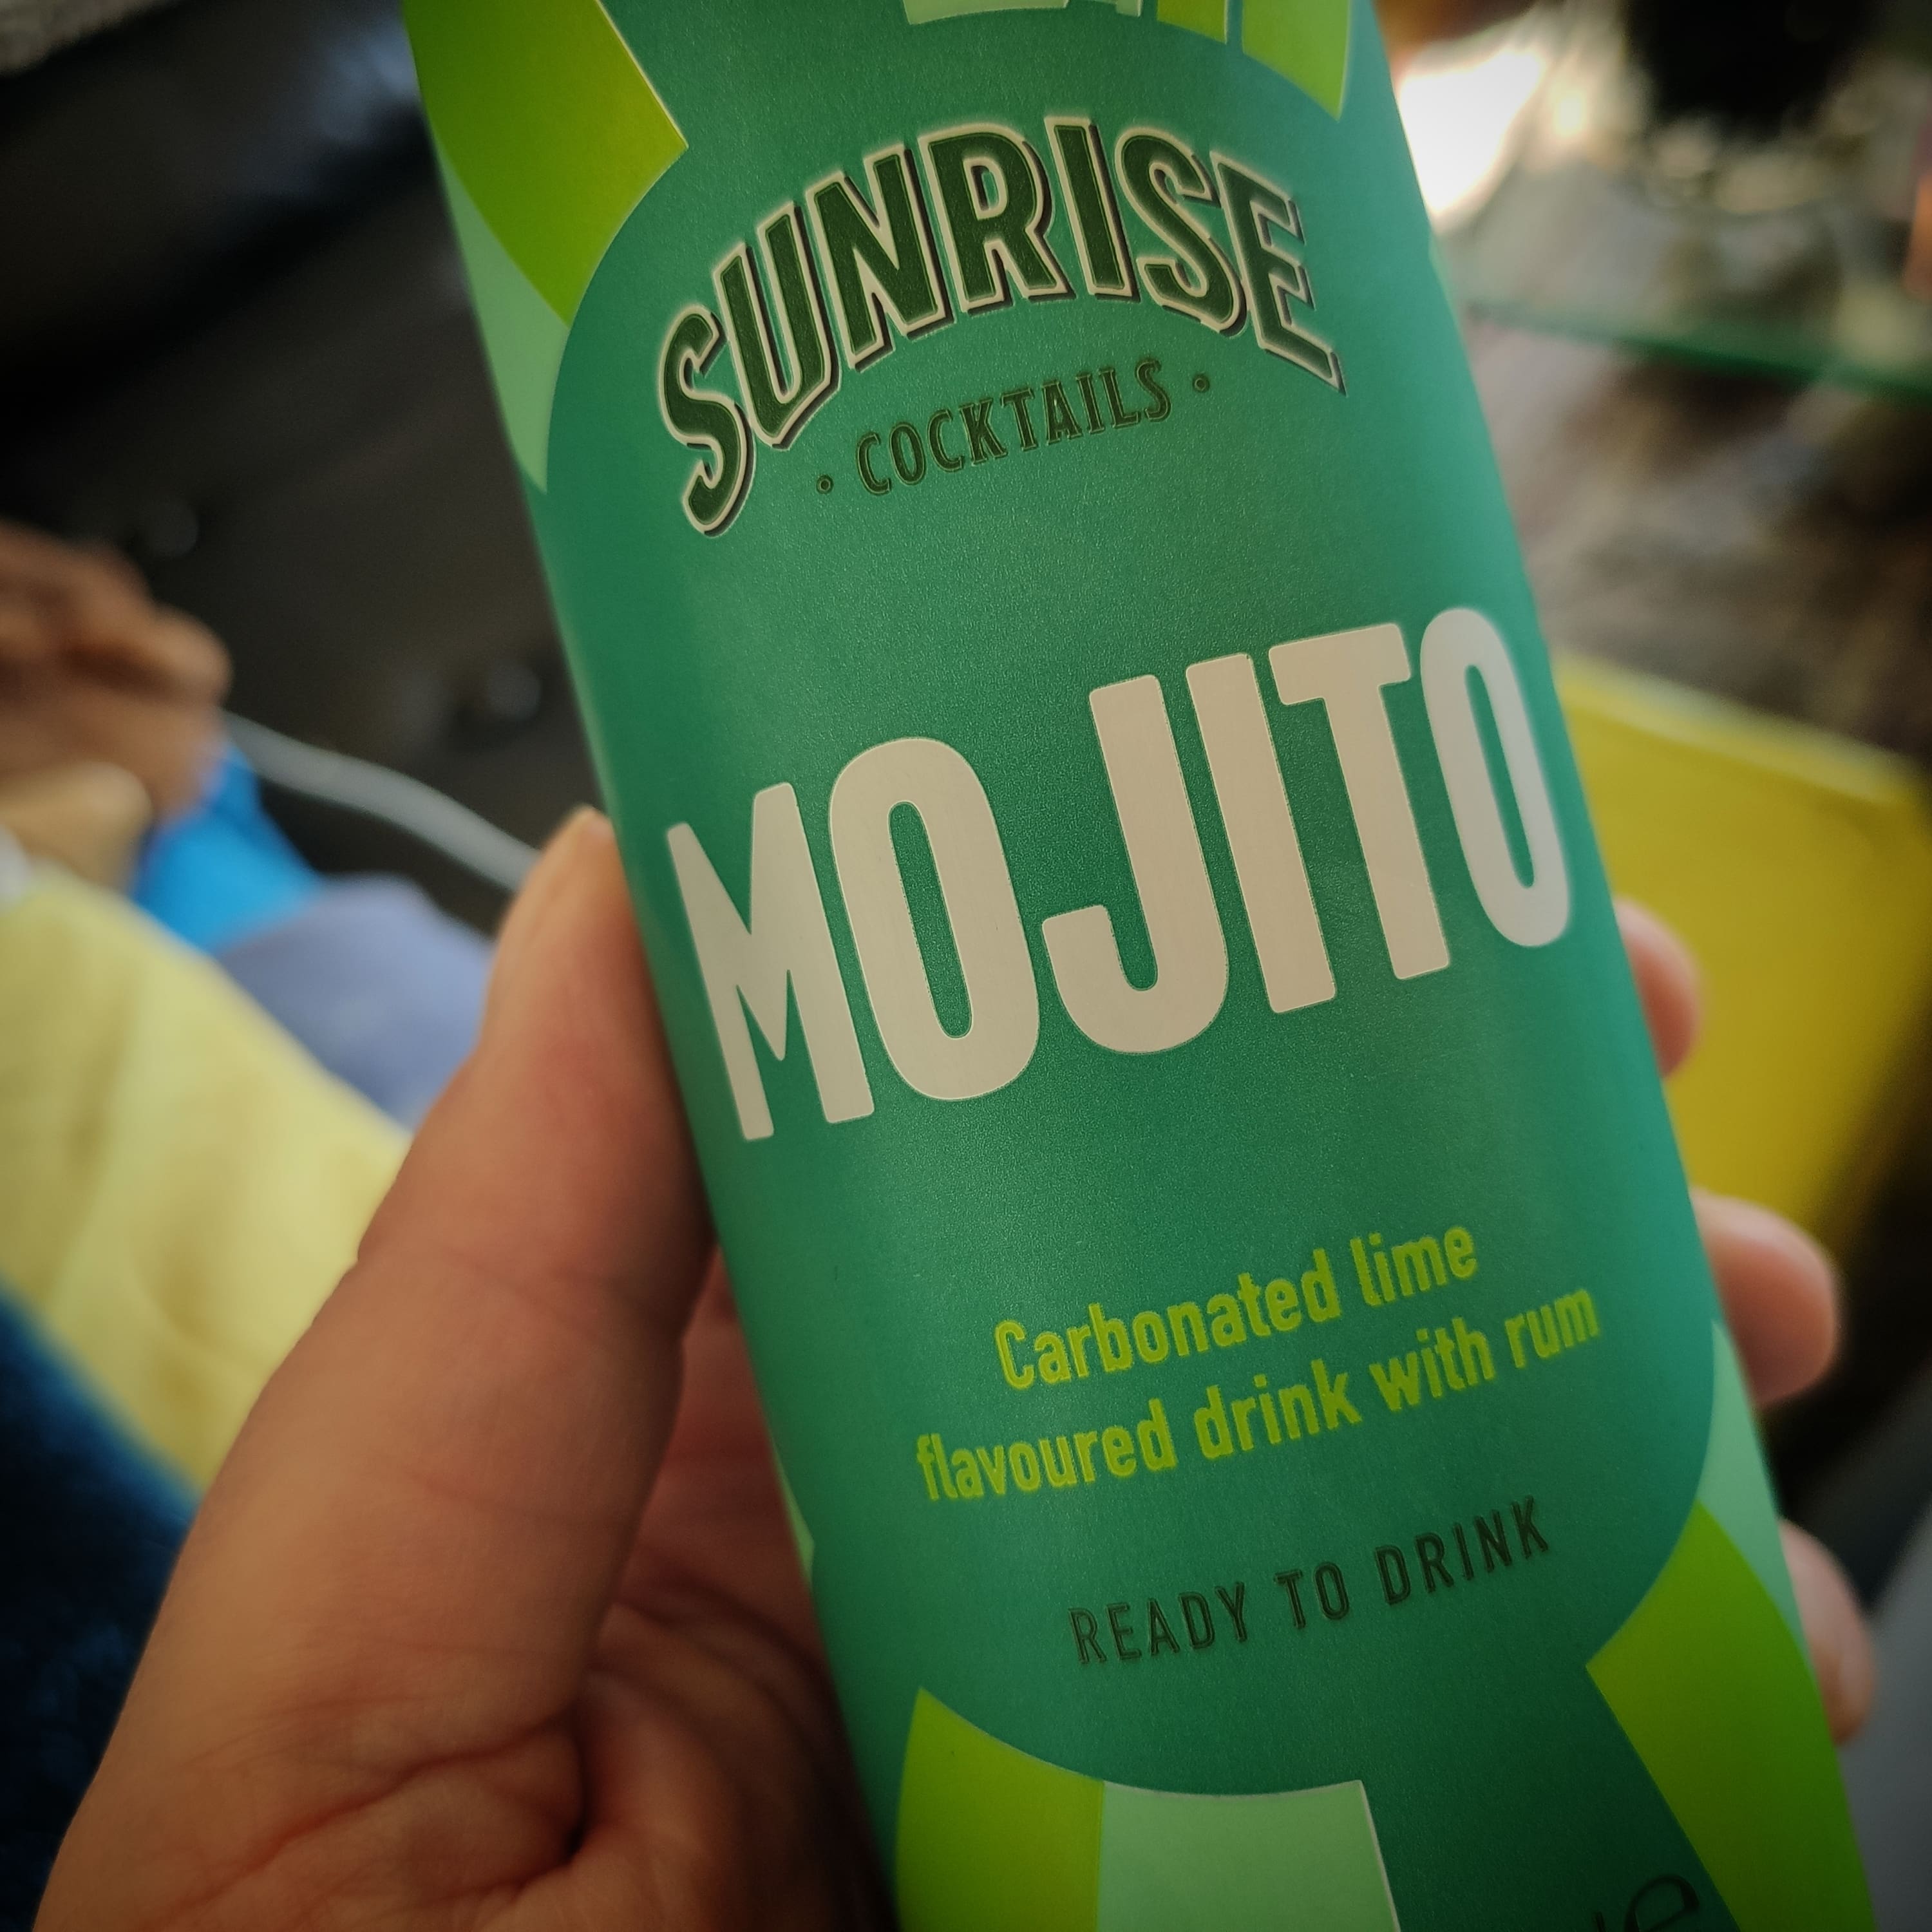 SUNRISE
• COCKTAILS •
MOJITO
Carbonated lime
flavoured drink with rum
READY TO DRINK